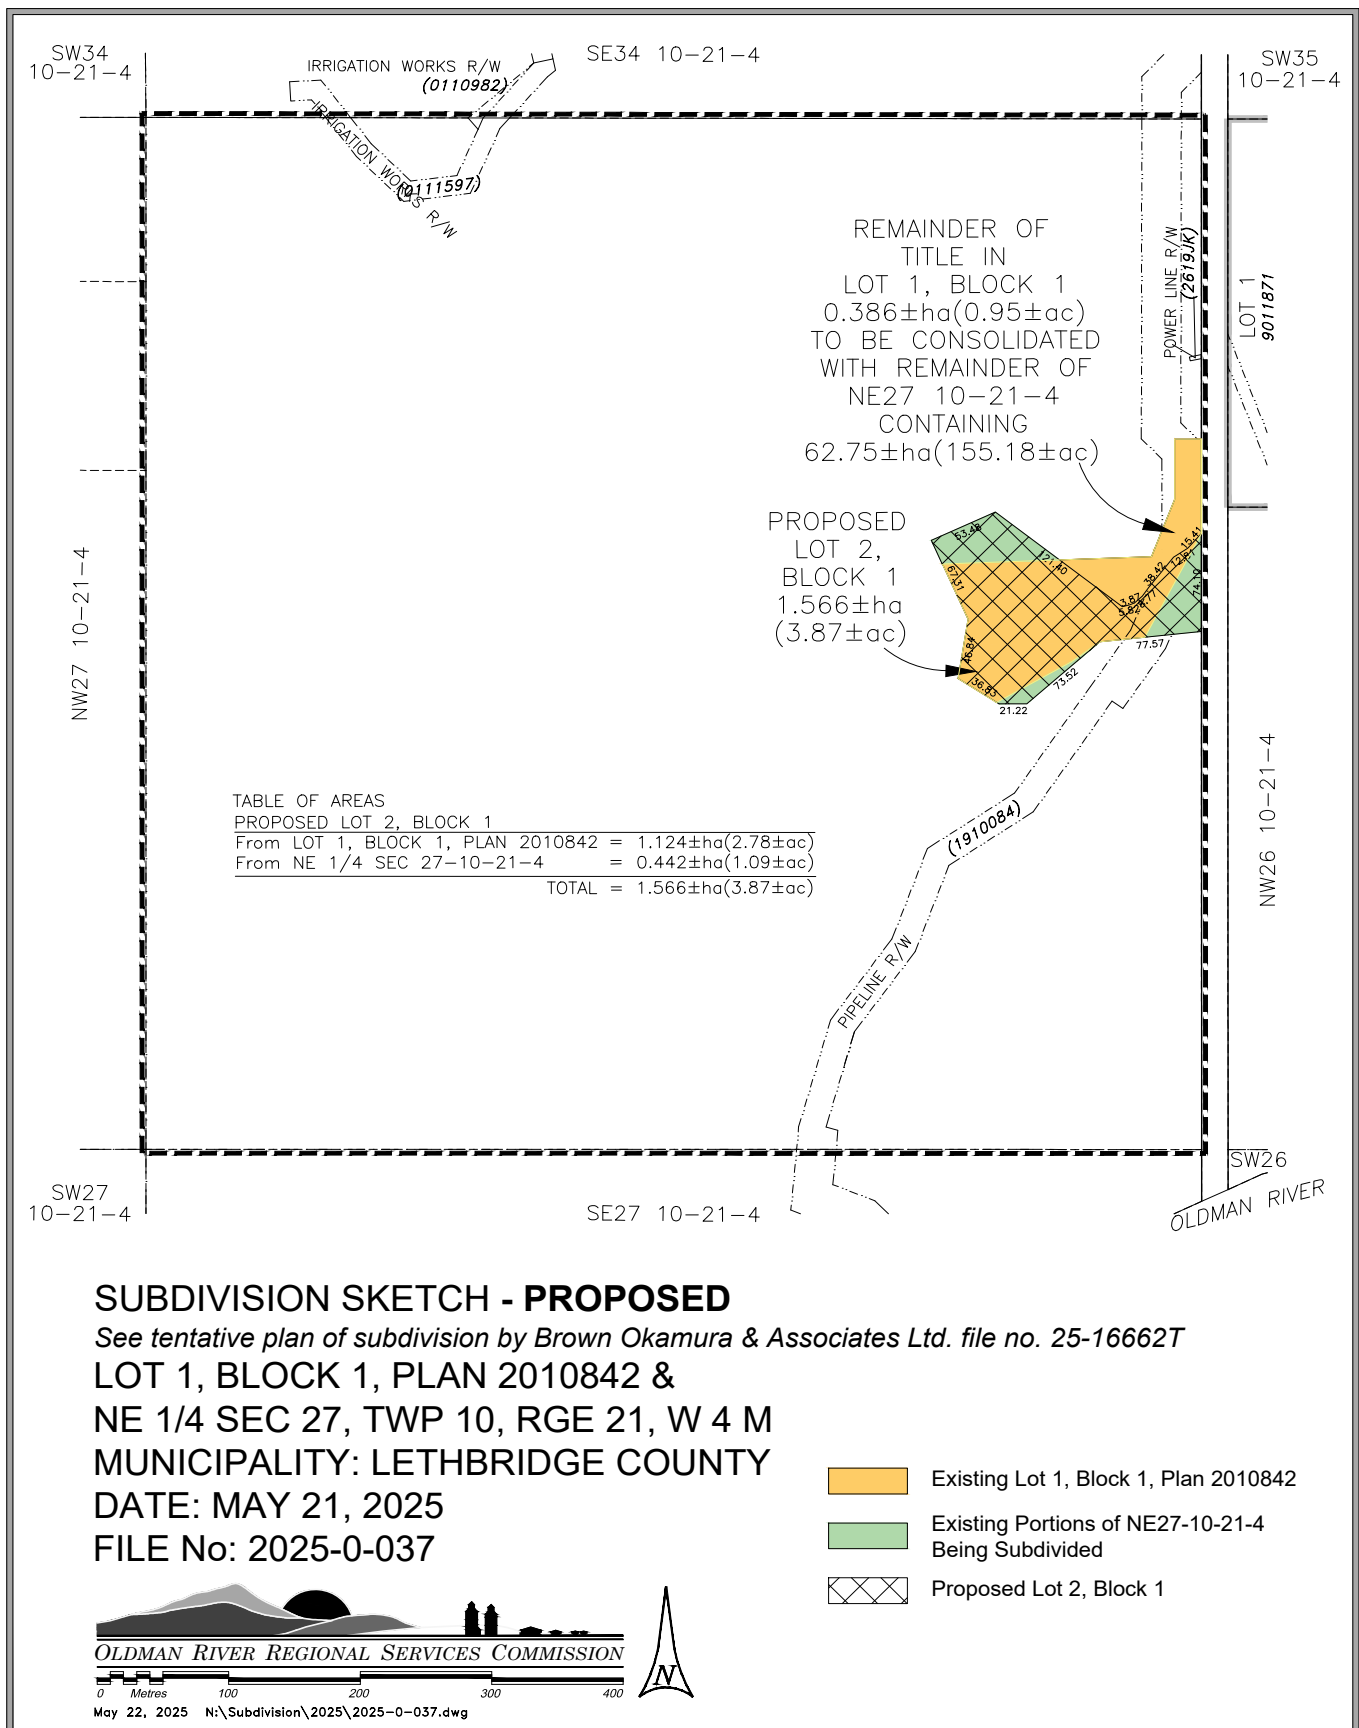 SW34
10-21-4
IRRIGATION WORKS R/W
(0110982)
SE34 10-21-4
SW35
10-21-4
IRRIGATION WORKS R/W
(0111597)
REMAINDER OF
TITLE IN
LOT 1, BLOCK 1
0.386±ha(0.95±ac)
TO BE CONSOLIDATED
WITH REMAINDER OF
NE27 10-21-4
CONTAINING
62.75±ha(155.18±ac)
POWER LINE R/W
(2619JK)
LOT 1
9011871
PROPOSED
LOT 2,
BLOCK 1
1.566±ha
(3.87±ac)
53.48
121.40
67.31
46.84
36.83
21.22
73.52
77.57
74.10
15.41
38.42
3.87
NW27 10-21-4
NW26 10-21-4
TABLE OF AREAS
PROPOSED LOT 2, BLOCK 1
From LOT 1, BLOCK 1, PLAN 2010842 = 1.124±ha(2.78±ac)
From NE 1/4 SEC 27-10-21-4 = 0.442±ha(1.09±ac)
TOTAL = 1.566±ha(3.87±ac)
(1910084)
PIPELINE R/W
SW27
10-21-4
SE27 10-21-4
SW26
OLDMAN RIVER
SUBDIVISION SKETCH - PROPOSED
See tentative plan of subdivision by Brown Okamura & Associates Ltd. file no. 25-16662T
LOT 1, BLOCK 1, PLAN 2010842 &
NE 1/4 SEC 27, TWP 10, RGE 21, W 4 M
MUNICIPALITY: LETHBRIDGE COUNTY
DATE: MAY 21, 2025
FILE No: 2025-0-037
Existing Lot 1, Block 1, Plan 2010842
Existing Portions of NE27-10-21-4
Being Subdivided
Proposed Lot 2, Block 1
OLDMAN RIVER REGIONAL SERVICES COMMISSION
0 Metres 100 200 300 400
N
May 22, 2025 N:\Subdivision\2025\2025-0-037.dwg